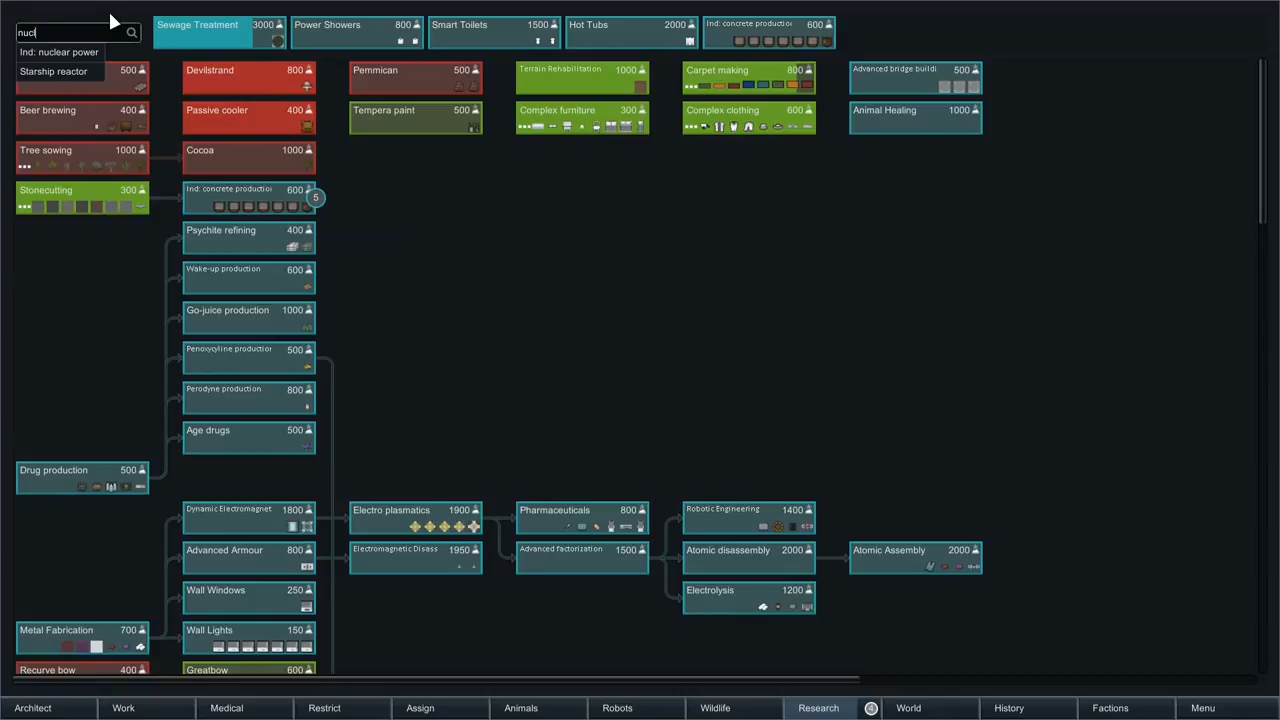 nucl
Ind: nuclear power
Starship reactor
500
Sewage Treatment 3000
Power Showers 800
Smart Toilets 1500
Hot Tubs 2000
Ind: concrete production 600
Devilstrand 800
Pemmican 500
Terrain Rehabilitation 1000
Carpet making 800
Advanced bridge buildi 500
Beer brewing 400
Passive cooler 400
Tempera paint 500
Complex furniture 300
Complex clothing 600
Animal Healing 1000
Tree sowing 1000
Cocoa 1000
Stonecutting 300
Ind: concrete production 600
5
Psychite refining 400
Wake-up production 600
Go-juice production 1000
Penoxycyline production 500
Perodyne production 800
Age drugs 500
Drug production 500
Dynamic Electromagnet 1800
Electro plasmatics 1900
Pharmaceuticals 800
Robotic Engineering 1400
Advanced Armour 800
Electromagnetic Disass 1950
Advanced factorization 1500
Atomic disassembly 2000
Atomic Assembly 2000
Wall Windows 250
Electrolysis 1200
Metal Fabrication 700
Wall Lights 150
Recurve bow 400
Greatbow 600
Architect
Work
Medical
Restrict
Assign
Animals
Robots
Wildlife
Research
4
World
History
Factions
Menu